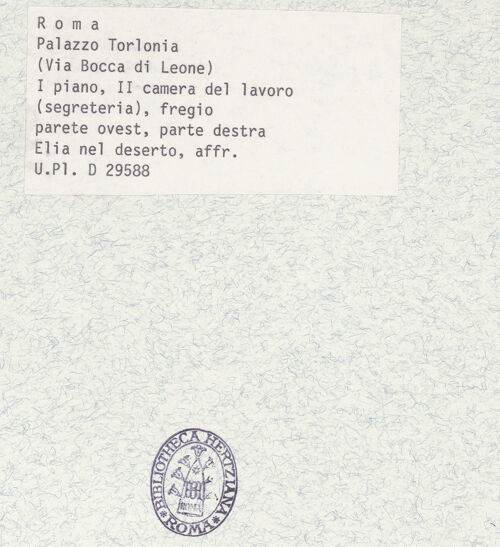 R o m a
Palazzo Torlonia
(Via Bocca di Leone)
I piano, II camera del lavoro
(segreteria), fregio
parete ovest, parte destra
Elia nel deserto, affr.
U.Pl. D 29588
BIBLIOTHECA HERTZIANA
ROMA
*ROMA*